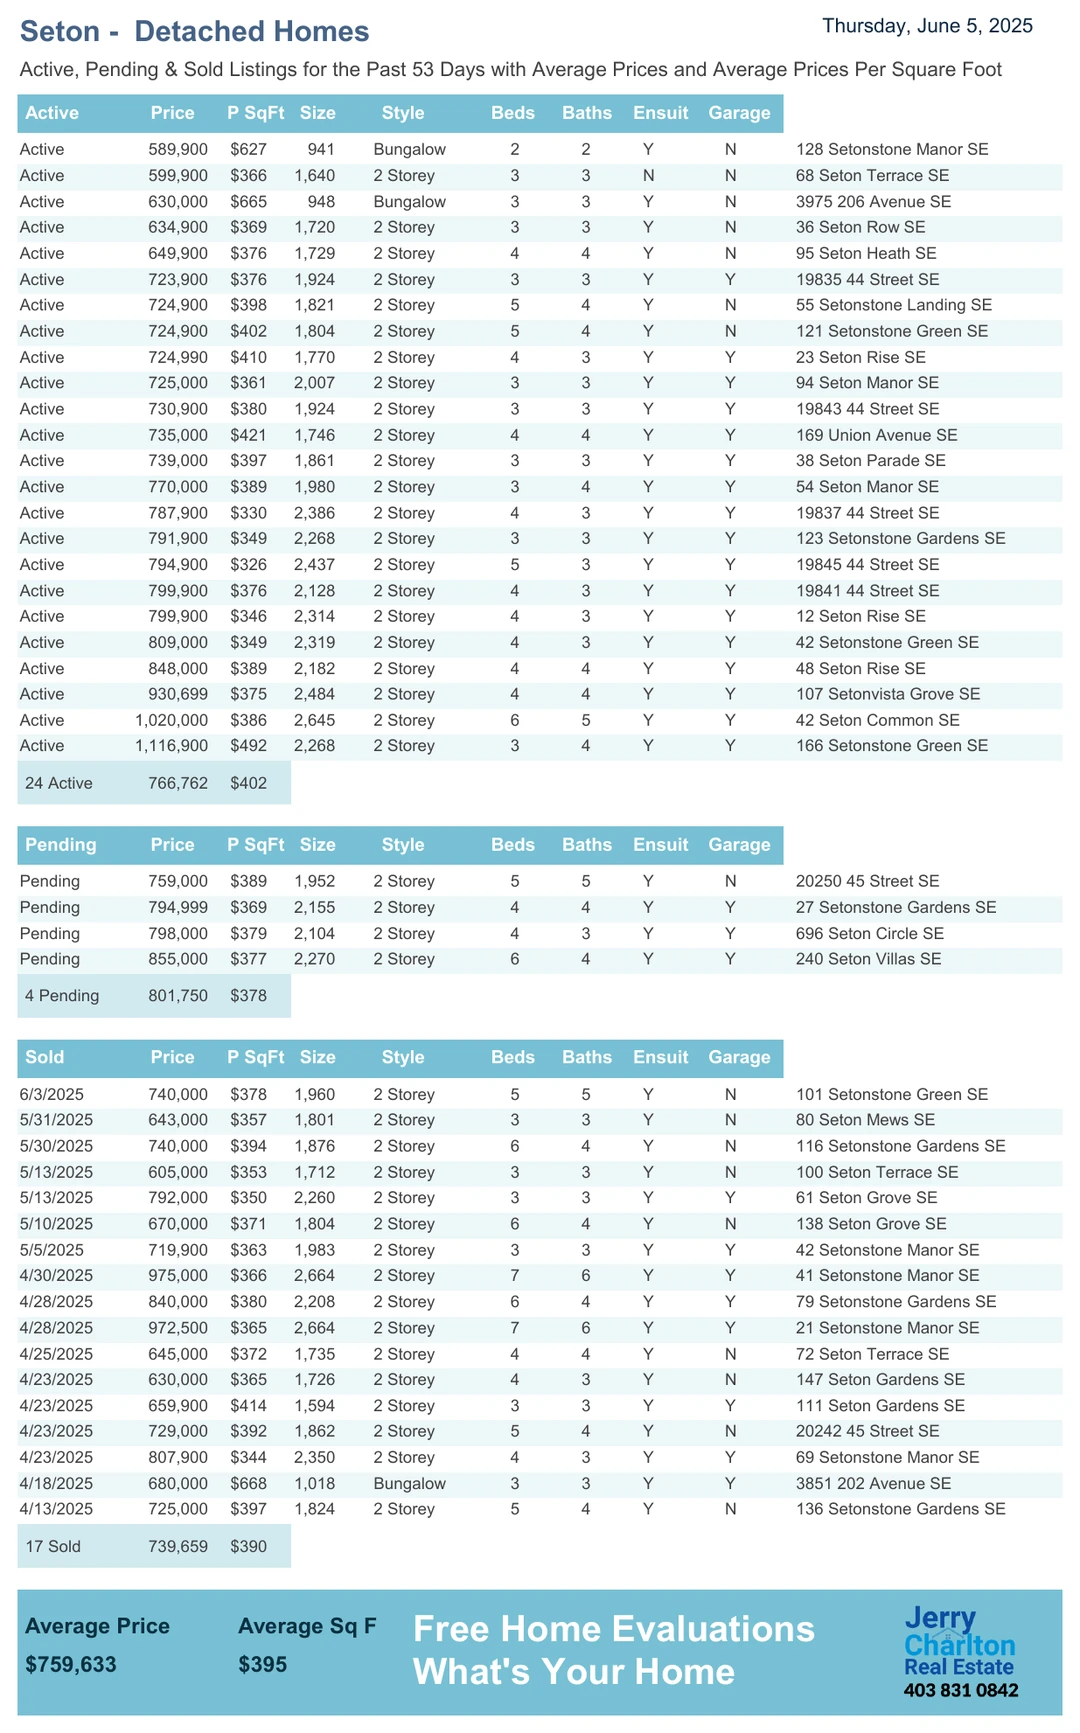 Seton -  Detached Homes
Thursday, June 5, 2025
Active, Pending & Sold Listings for the Past 53 Days with Average Prices and Average Prices Per Square Foot
Active Price P SqFt Size Style Beds Baths Ensuit Garage
Active 589,900 $627 941 Bungalow 2 2 Y N 128 Setonstone Manor SE
Active 599,900 $366 1,640 2 Storey 3 3 N N 68 Seton Terrace SE
Active 630,000 $665 948 Bungalow 3 3 Y N 3975 206 Avenue SE
Active 634,900 $369 1,720 2 Storey 3 3 Y N 36 Seton Row SE
Active 649,900 $376 1,729 2 Storey 4 4 Y N 95 Seton Heath SE
Active 723,900 $376 1,924 2 Storey 3 3 Y Y 19835 44 Street SE
Active 724,900 $398 1,821 2 Storey 5 4 Y N 55 Setonstone Landing SE
Active 724,900 $402 1,804 2 Storey 5 4 Y N 121 Setonstone Green SE
Active 724,990 $410 1,770 2 Storey 4 3 Y Y 23 Seton Rise SE
Active 725,000 $361 2,007 2 Storey 3 3 Y Y 94 Seton Manor SE
Active 730,900 $380 1,924 2 Storey 3 3 Y Y 19843 44 Street SE
Active 735,000 $421 1,746 2 Storey 4 4 Y Y 169 Union Avenue SE
Active 739,000 $397 1,861 2 Storey 3 3 Y Y 38 Seton Parade SE
Active 770,000 $389 1,980 2 Storey 3 4 Y Y 54 Seton Manor SE
Active 787,900 $330 2,386 2 Storey 4 3 Y Y 19837 44 Street SE
Active 791,900 $349 2,268 2 Storey 3 3 Y Y 123 Setonstone Gardens SE
Active 794,900 $326 2,437 2 Storey 5 3 Y Y 19845 44 Street SE
Active 799,900 $376 2,128 2 Storey 4 3 Y Y 19841 44 Street SE
Active 799,900 $346 2,314 2 Storey 4 3 Y Y 12 Seton Rise SE
Active 809,000 $349 2,319 2 Storey 4 3 Y Y 42 Setonstone Green SE
Active 848,000 $389 2,182 2 Storey 4 4 Y Y 48 Seton Rise SE
Active 930,699 $375 2,484 2 Storey 4 4 Y Y 107 Setonvista Grove SE
Active 1,020,000 $386 2,645 2 Storey 6 5 Y Y 42 Seton Common SE
Active 1,116,900 $492 2,268 2 Storey 3 4 Y Y 166 Setonstone Green SE
24 Active 766,762 $402
Pending Price P SqFt Size Style Beds Baths Ensuit Garage
Pending 759,000 $389 1,952 2 Storey 5 5 Y N 20250 45 Street SE
Pending 794,999 $369 2,155 2 Storey 4 4 Y Y 27 Setonstone Gardens SE
Pending 798,000 $379 2,104 2 Storey 4 3 Y Y 696 Seton Circle SE
Pending 855,000 $377 2,270 2 Storey 6 4 Y Y 240 Seton Villas SE
4 Pending 801,750 $378
Sold Price P SqFt Size Style Beds Baths Ensuit Garage
6/3/2025 740,000 $378 1,960 2 Storey 5 5 Y N 101 Setonstone Green SE
5/31/2025 643,000 $357 1,801 2 Storey 3 3 Y N 80 Seton Mews SE
5/30/2025 740,000 $394 1,876 2 Storey 6 4 Y N 116 Setonstone Gardens SE
5/13/2025 605,000 $353 1,712 2 Storey 3 3 Y N 100 Seton Terrace SE
5/13/2025 792,000 $350 2,260 2 Storey 3 3 Y Y 61 Seton Grove SE
5/10/2025 670,000 $371 1,804 2 Storey 6 4 Y N 138 Seton Grove SE
5/5/2025 719,900 $363 1,983 2 Storey 3 3 Y Y 42 Setonstone Manor SE
4/30/2025 975,000 $366 2,664 2 Storey 7 6 Y Y 41 Setonstone Manor SE
4/28/2025 840,000 $380 2,208 2 Storey 6 4 Y Y 79 Setonstone Gardens SE
4/28/2025 972,500 $365 2,664 2 Storey 7 6 Y Y 21 Setonstone Manor SE
4/25/2025 645,000 $372 1,735 2 Storey 4 4 Y N 72 Seton Terrace SE
4/23/2025 630,000 $365 1,726 2 Storey 4 3 Y N 147 Seton Gardens SE
4/23/2025 659,900 $414 1,594 2 Storey 3 3 Y Y 111 Seton Gardens SE
4/23/2025 729,000 $392 1,862 2 Storey 5 4 Y N 20242 45 Street SE
4/23/2025 807,900 $344 2,350 2 Storey 4 3 Y Y 69 Setonstone Manor SE
4/18/2025 680,000 $668 1,018 Bungalow 3 3 Y Y 3851 202 Avenue SE
4/13/2025 725,000 $397 1,824 2 Storey 5 4 Y N 136 Setonstone Gardens SE
17 Sold 739,659 $390
Average Price Average Sq F
$759,633 $395
Free Home Evaluations
What's Your Home
Jerry
Charlton
Real Estate
403 831 0842